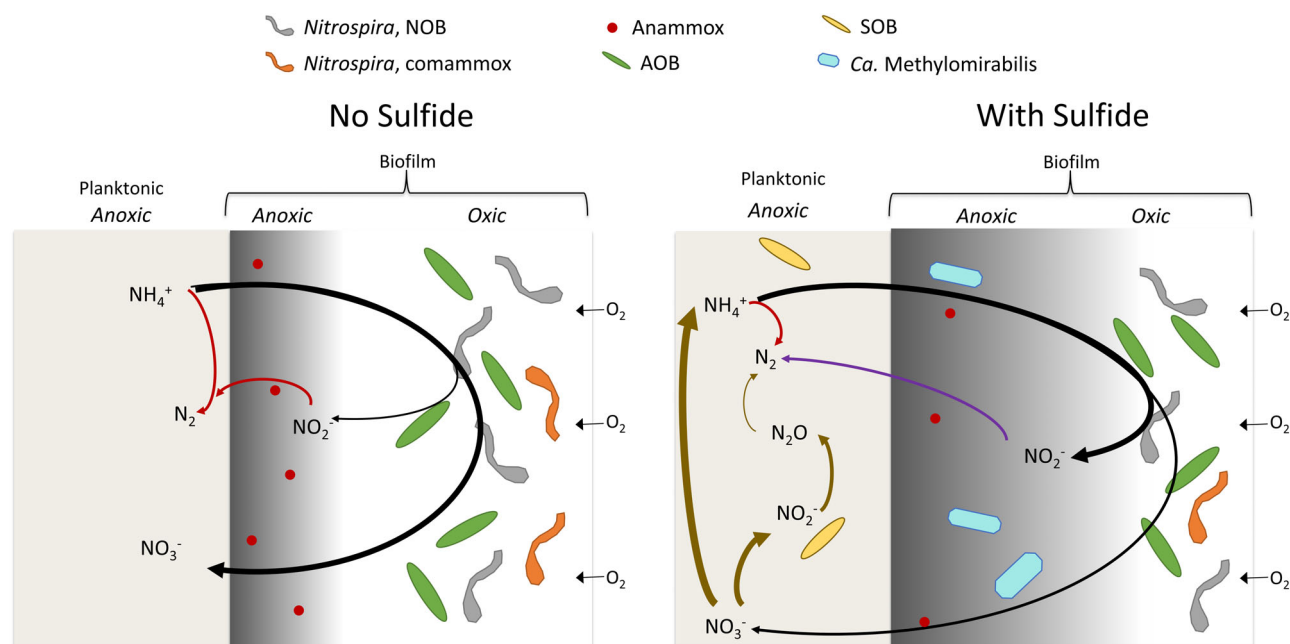 Nitrospira, NOB
Anammox
SOB
Nitrospira, comammox
AOB
Ca. Methylomirabilis
No Sulfide
Biofilm
Planktonic
Anoxic
Anoxic
Oxic
NH₄⁺
O₂
N₂
NO₂⁻
O₂
NO₃⁻
O₂
With Sulfide
Biofilm
Planktonic
Anoxic
Anoxic
Oxic
NH₄⁺
O₂
N₂
N₂O
O₂
NO₂⁻
NO₂⁻
O₂
NO₃⁻